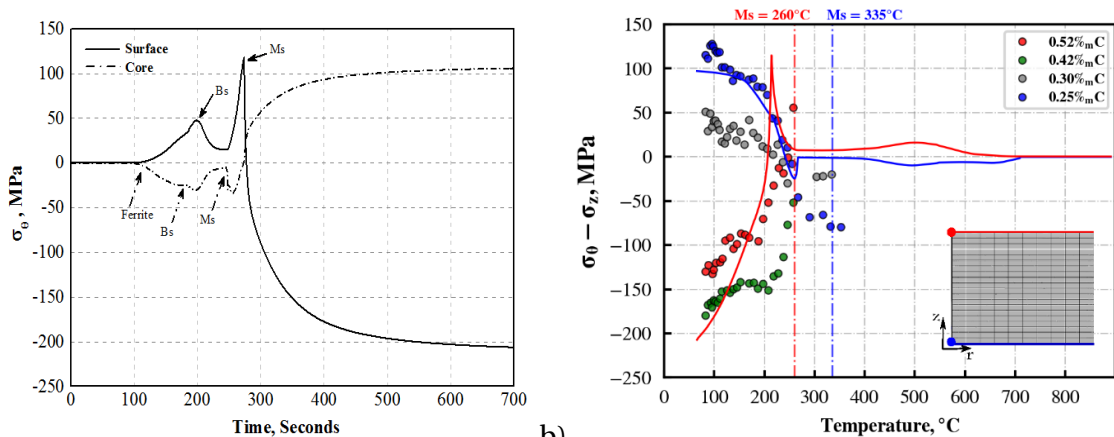 150
100
50
0
-50
-100
-150
-200
-250
σθ , MPa
Surface
Core
Ms
Bs
Ferrite
Bs
Ms
0 100 200 300 400 500 600 700
Time, Seconds
b)
Ms = 260°C Ms = 335°C
150
100
50
0
−50
−100
−150
−200
−250
σθ − σz, MPa
0.52%mC
0.42%mC
0.30%mC
0.25%mC
z
r
0 100 200 300 400 500 600 700 800
Temperature, °C